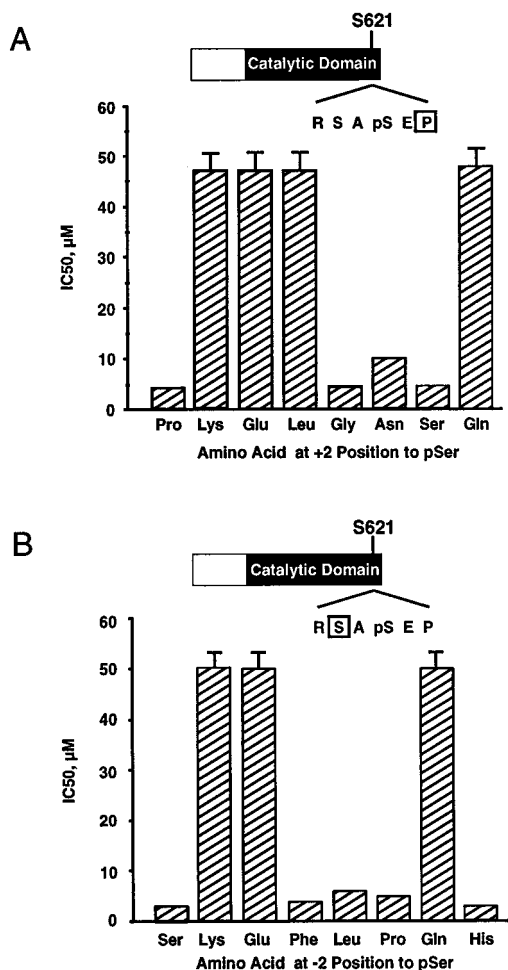 A
S621
Catalytic Domain
R S A pS E P
60
50
40
30
20
10
0
IC50, µM
Pro Lys Glu Leu Gly Asn Ser Gln
Amino Acid at +2 Position to pSer
B
S621
Catalytic Domain
R S A pS E P
60
50
40
30
20
10
0
IC50, µM
Ser Lys Glu Phe Leu Pro Gln His
Amino Acid at -2 Position to pSer